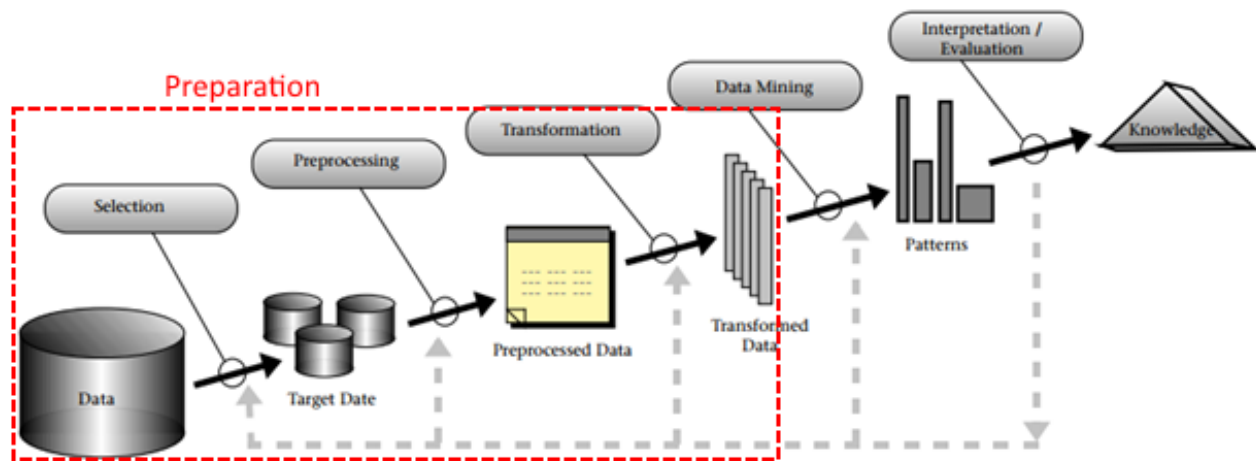 Interpretation /
Evaluation
Preparation
Data Mining
Knowledge
Transformation
Preprocessing
Selection
Patterns
Transformed
Data
Preprocessed Data
Target Date
Data